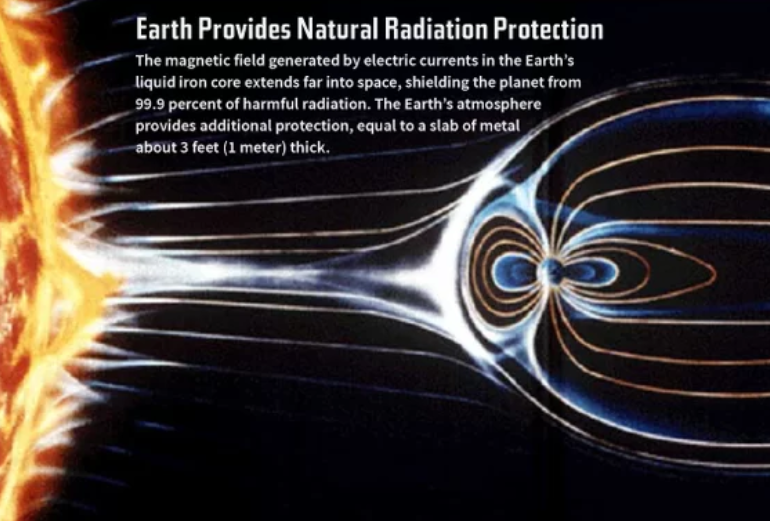 Earth Provides Natural Radiation Protection
The magnetic field generated by electric currents in the Earth's
liquid iron core extends far into space, shielding the planet from
99.9 percent of harmful radiation. The Earth's atmosphere
provides additional protection, equal to a slab of metal
about 3 feet (1 meter) thick.